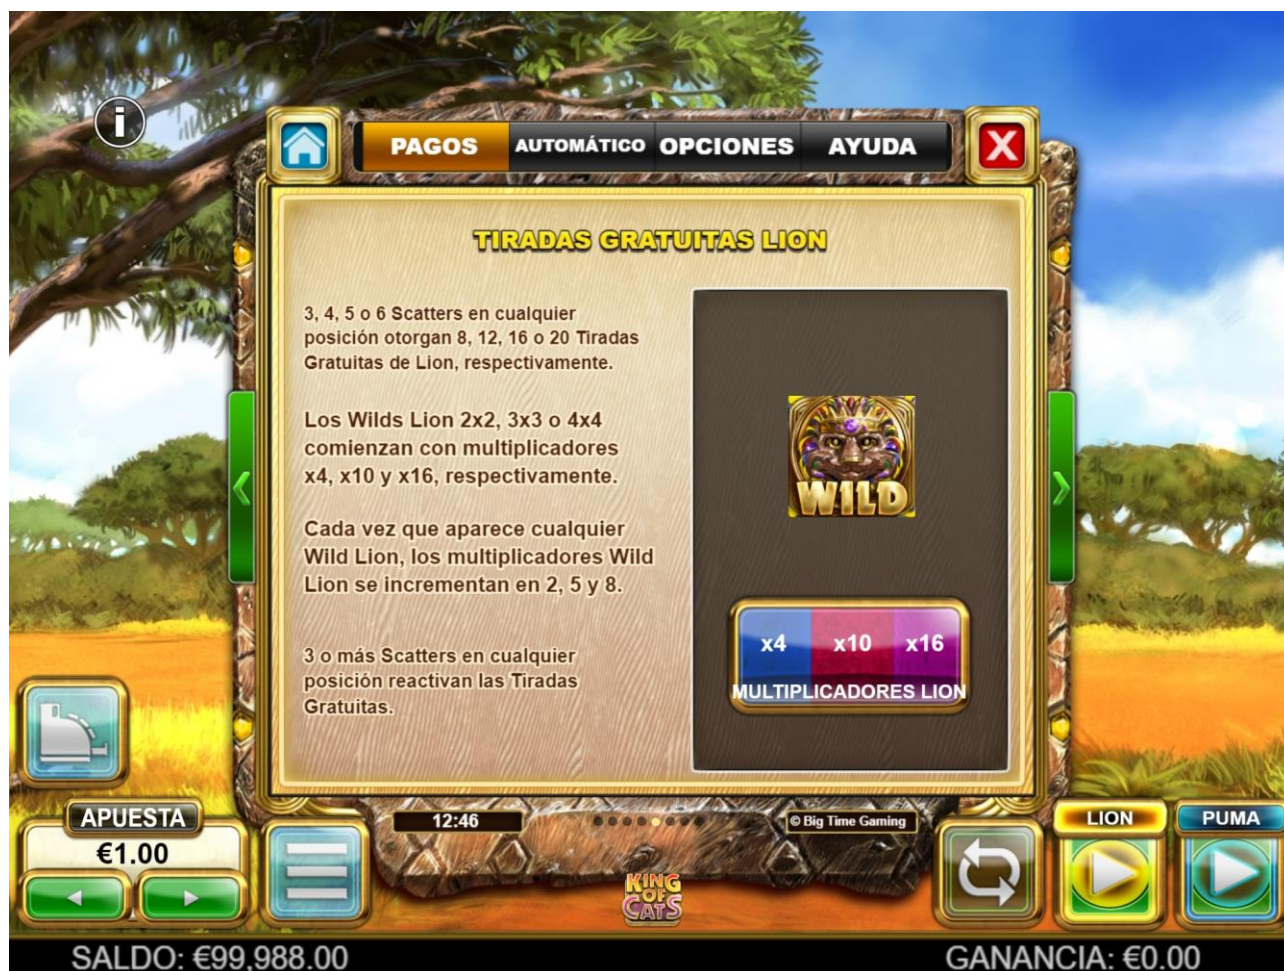 i
PAGOS
AUTOMÁTICO
OPCIONES
AYUDA
X
TIRADAS GRATUITAS LION
3, 4, 5 o 6 Scatters en cualquier
posición otorgan 8, 12, 16 o 20 Tiradas
Gratuitas de Lion, respectivamente.
Los Wilds Lion 2x2, 3x3 o 4x4
comienzan con multiplicadores
x4, x10 y x16, respectivamente.
Cada vez que aparece cualquier
Wild Lion, los multiplicadores Wild
Lion se incrementan en 2, 5 y 8.
3 o más Scatters en cualquier
posición reactivan las Tiradas
Gratuitas.
WILD
x4 x10 x16
MULTIPLICADORES LION
APUESTA
€1.00
12:46
© Big Time Gaming
KING
OF
CATS
LION
PUMA
SALDO: €99,988.00
GANANCIA: €0.00